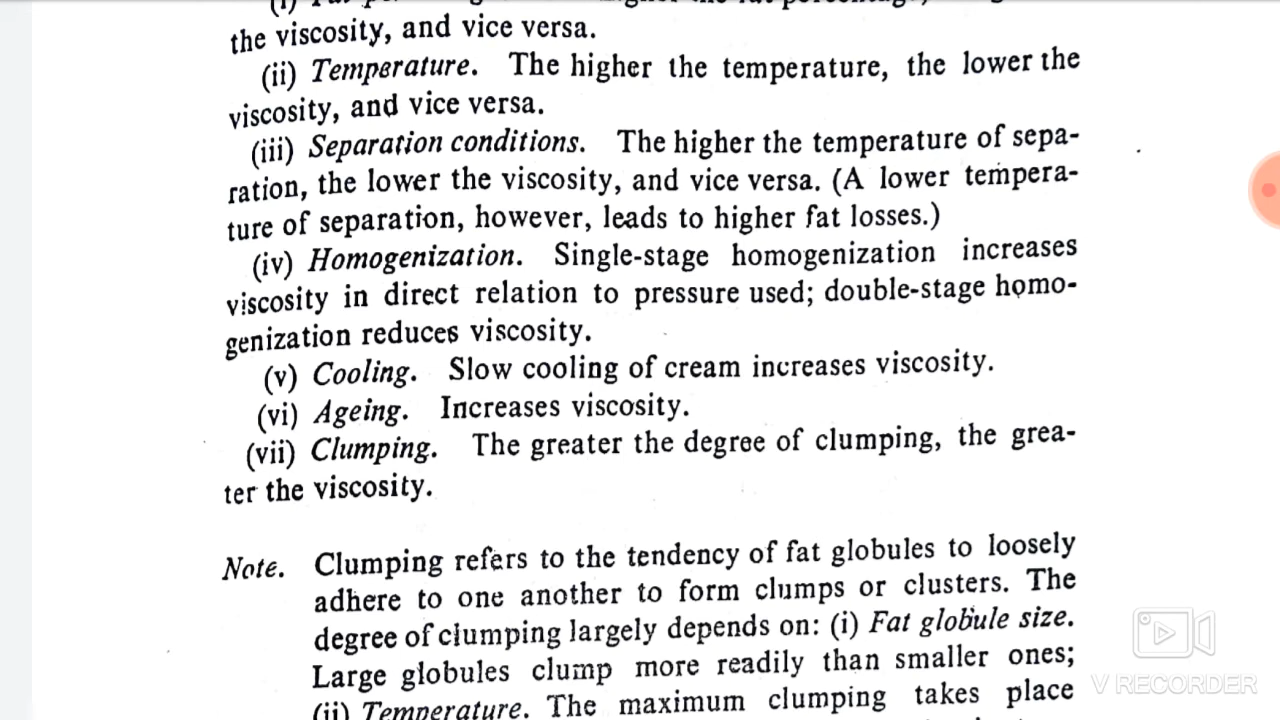 the viscosity, and vice versa.
(ii) Temperature. The higher the temperature, the lower the
viscosity, and vice versa.
(iii) Separation conditions. The higher the temperature of sepa-
ration, the lower the viscosity, and vice versa. (A lower tempera-
ture of separation, however, leads to higher fat losses.)
(iv) Homogenization. Single-stage homogenization increases
viscosity in direct relation to pressure used; double-stage homo-
genization reduces viscosity.
(v) Cooling. Slow cooling of cream increases viscosity.
(vi) Ageing. Increases viscosity.
(vii) Clumping. The greater the degree of clumping, the grea-
ter the viscosity.
Note. Clumping refers to the tendency of fat globules to loosely
adhere to one another to form clumps or clusters. The
degree of clumping largely depends on: (i) Fat globule size.
Large globules clump more readily than smaller ones;
(ii) Temperature. The maximum clumping takes place
V RECORDER